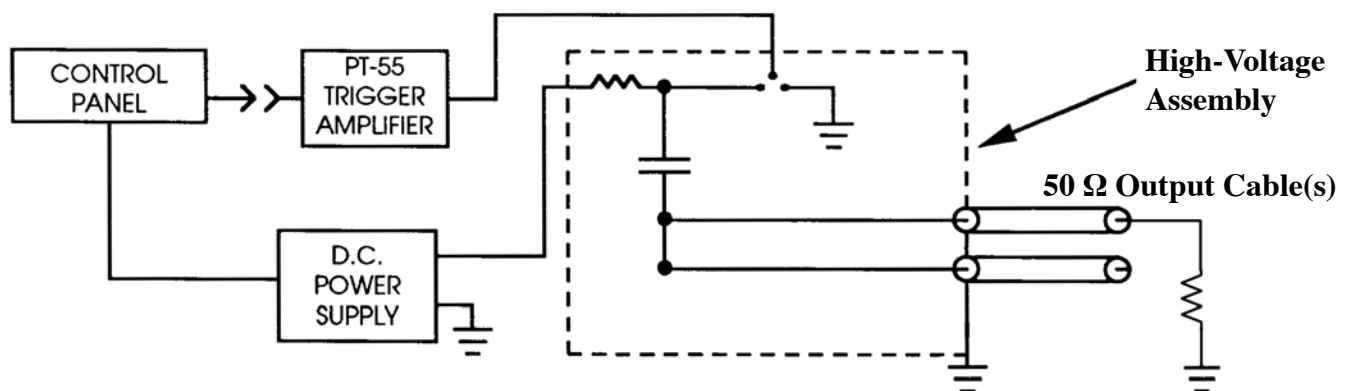 CONTROL
PANEL
PT-55
TRIGGER
AMPLIFIER
High-Voltage
Assembly
50 Ω Output Cable(s)
D.C.
POWER
SUPPLY